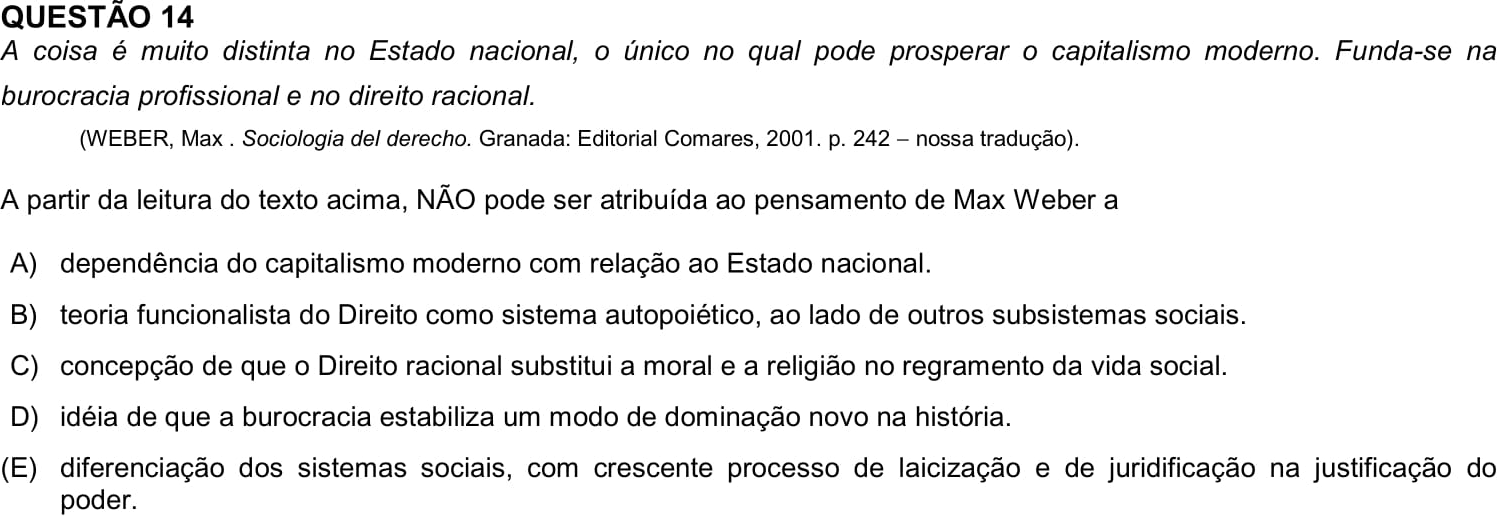 QUESTÃO 14
A coisa é muito distinta no Estado nacional, o único no qual pode prosperar o capitalismo moderno. Funda-se na
burocracia profissional e no direito racional.
(WEBER, Max . Sociologia del derecho. Granada: Editorial Comares, 2001. p. 242 – nossa tradução).
A partir da leitura do texto acima, NÃO pode ser atribuída ao pensamento de Max Weber a
A) dependência do capitalismo moderno com relação ao Estado nacional.
B) teoria funcionalista do Direito como sistema autopoiético, ao lado de outros subsistemas sociais.
C) concepção de que o Direito racional substitui a moral e a religião no regramento da vida social.
D) idéia de que a burocracia estabiliza um modo de dominação novo na história.
(E) diferenciação dos sistemas sociais, com crescente processo de laicização e de juridificação na justificação do
poder.